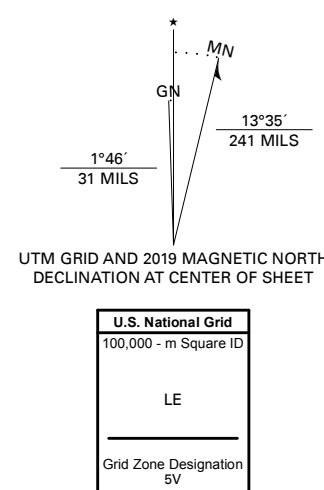 ★
MN
GN
13°35´
241 MILS
1°46´
31 MILS
UTM GRID AND 2019 MAGNETIC NORTH
DECLINATION AT CENTER OF SHEET
U.S. National Grid
100,000 - m Square ID
LE
Grid Zone Designation
5V